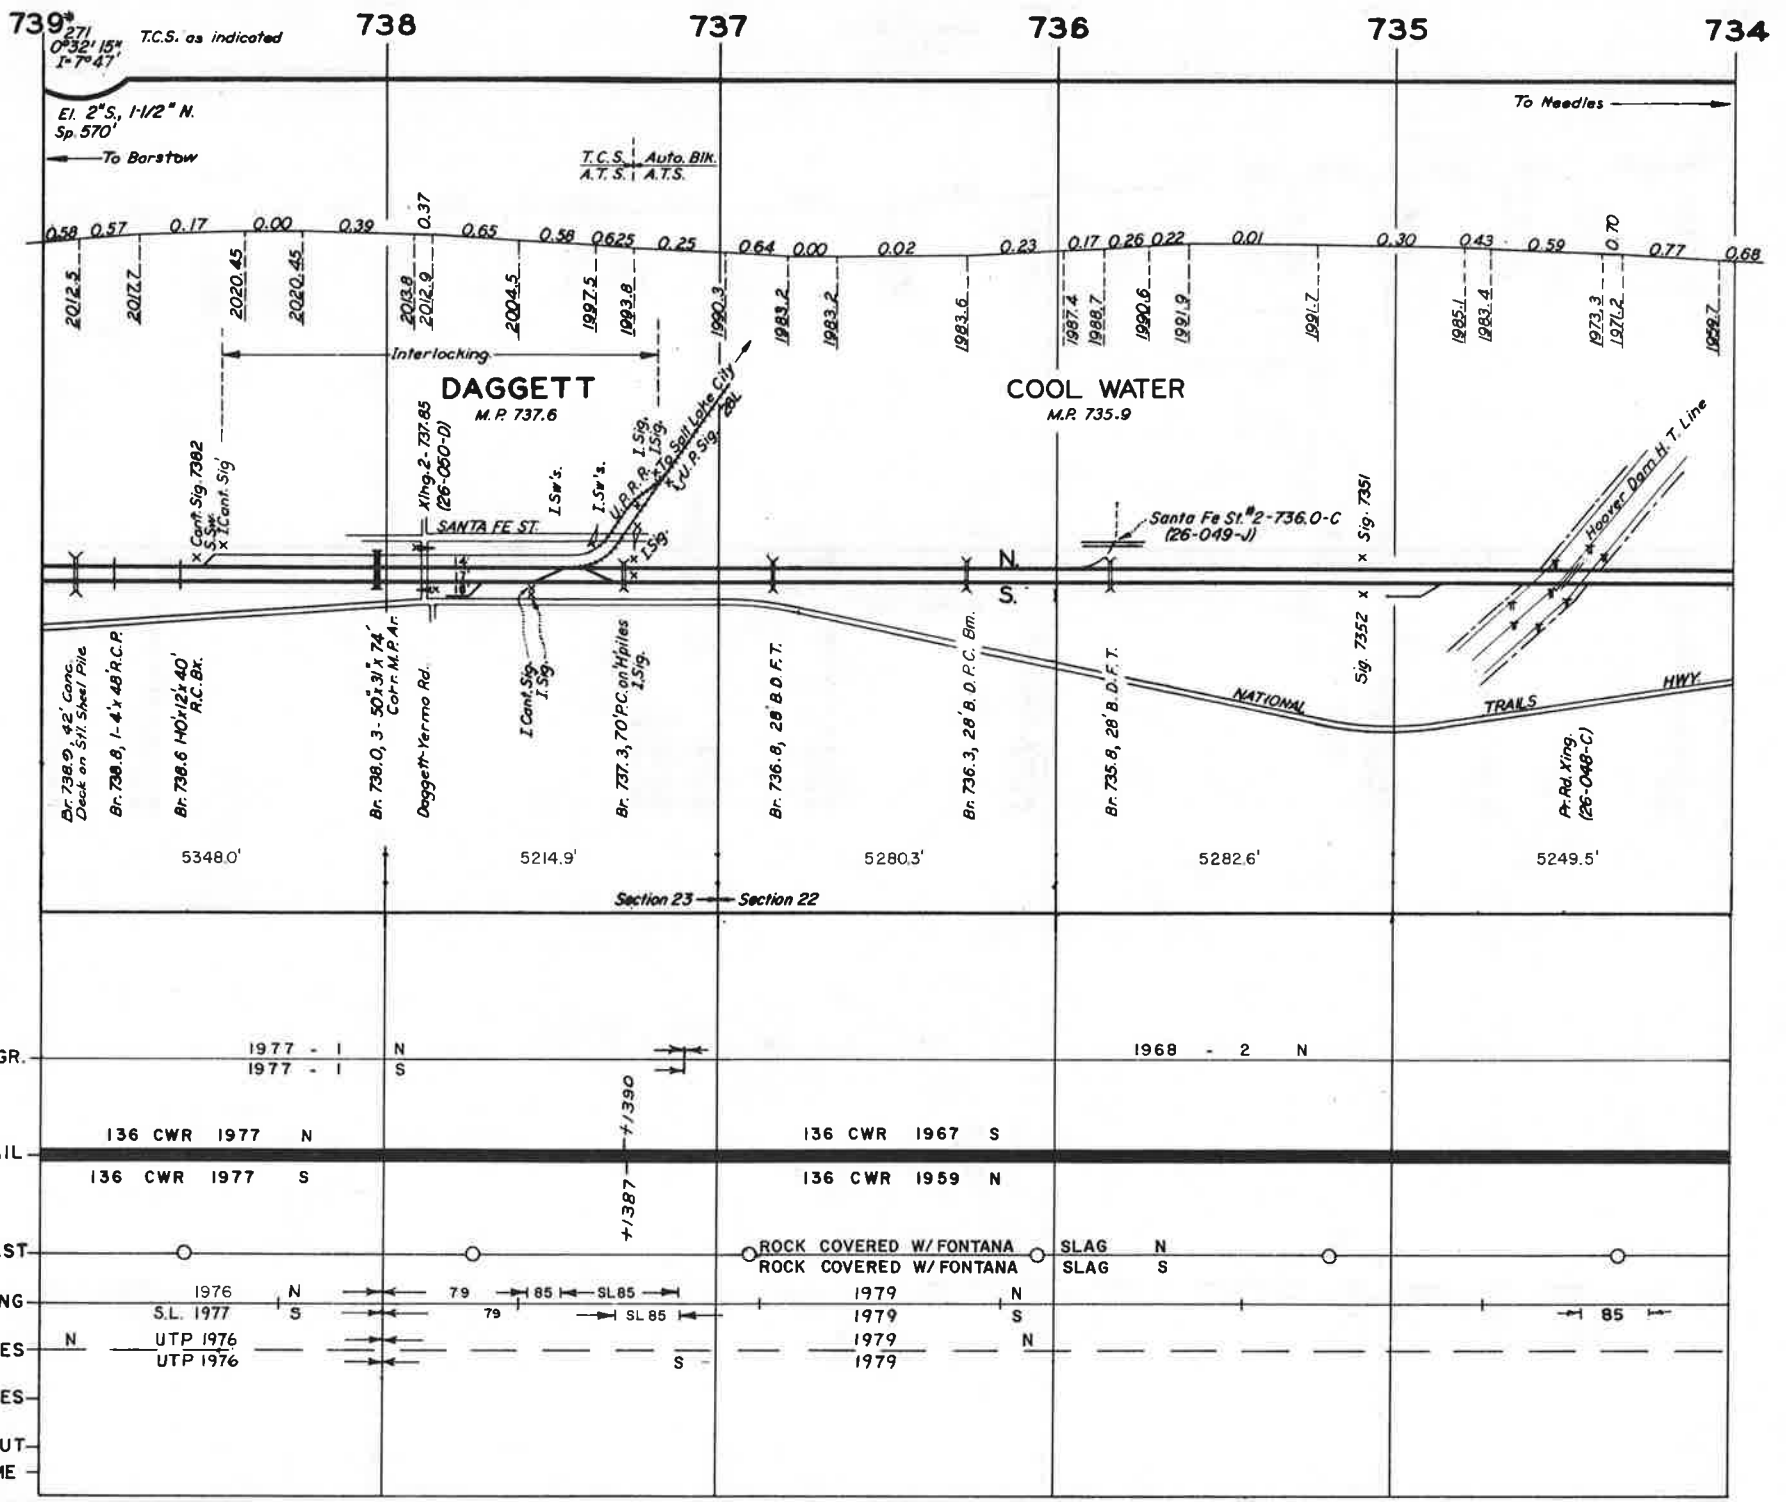 739* 738 737 736 735 734
271
0°32'15"
I=7°47'
T.C.S. as indicated
El. 2"S., 1-1/2" N.
Sp. 570'
To Needles
To Barstow
T.C.S. Auto. Blk.
A.T.S. A.T.S.
0.58 0.57 0.17 0.00 0.39 0.37 0.65 0.58 0.625 0.25 0.64 0.00 0.02 0.23 0.17 0.26 0.22 0.01 0.30 0.43 0.59 0.70 0.77 0.68
2012.5 2017.7 2020.45 2020.45 2013.8 2012.9 2004.5 1997.5 1993.8 1990.3 1983.2 1983.2 1983.6 1987.4 1988.7 1990.6 1991.9 1991.7 1985.1 1983.4 1973.3 1971.2 1959.7
Interlocking
DAGGETT
M.P. 737.6
COOL WATER
M.P. 735.9
x Cant. Sig. 7382
S.Sw.
x I Cant. Sig
Xing. 2-737.85
(26-050-D)
I.Sw's.
I.Sw's.
U.P.R.R.
I.Sig.
I.Sig.
To Salt Lake City
U.P. Sig. 28L
I.Sig.
SANTA FE ST.
Santa Fe St. #2-736.0-C
(26-049-J)
Sig. 7351
Sig. 7352
Hoover Dam H.T. Line
N.
S.
Br. 738.9, 42' Conc.
Deck on Stl. Sheet Pile
Br. 738.8, 1-4'x48' R.C.P.
Br. 738.6 1-10'x12'x40'
R.C. Bx.
Br. 738.0, 3-50"x31"x74'
Corr. M.P. Ar.
Daggett-Yermo Rd.
I Cant. Sig.
I. Sig.
Br. 737.3, 70' P.C. on 'H' piles
I. Sig.
Br. 736.8, 28' B.D.F.T.
Br. 736.3, 28' B.D.P.C. Bm.
Br. 735.8, 28' B.D.F.T.
NATIONAL TRAILS HWY.
Pr. Rd. Xing.
(26-048-C)
5348.0' 5214.9' 5280.3' 5282.6' 5249.5'
Section 23 Section 22
GR.
1977 - 1 N 1968 - 2 N
1977 - 1 S
+1390
136 CWR 1977 N 136 CWR 1967 S
IL
136 CWR 1977 S 136 CWR 1959 N
+1387
ST
ROCK COVERED W/FONTANA SLAG N
ROCK COVERED W/FONTANA SLAG S
NG
1976 N 79 85 SL85 1979 N
S.L. 1977 S 79 SL 85 1979 S 85
ES
N UTP 1976 1979 N
UTP 1976 S 1979
ES
UT
ME